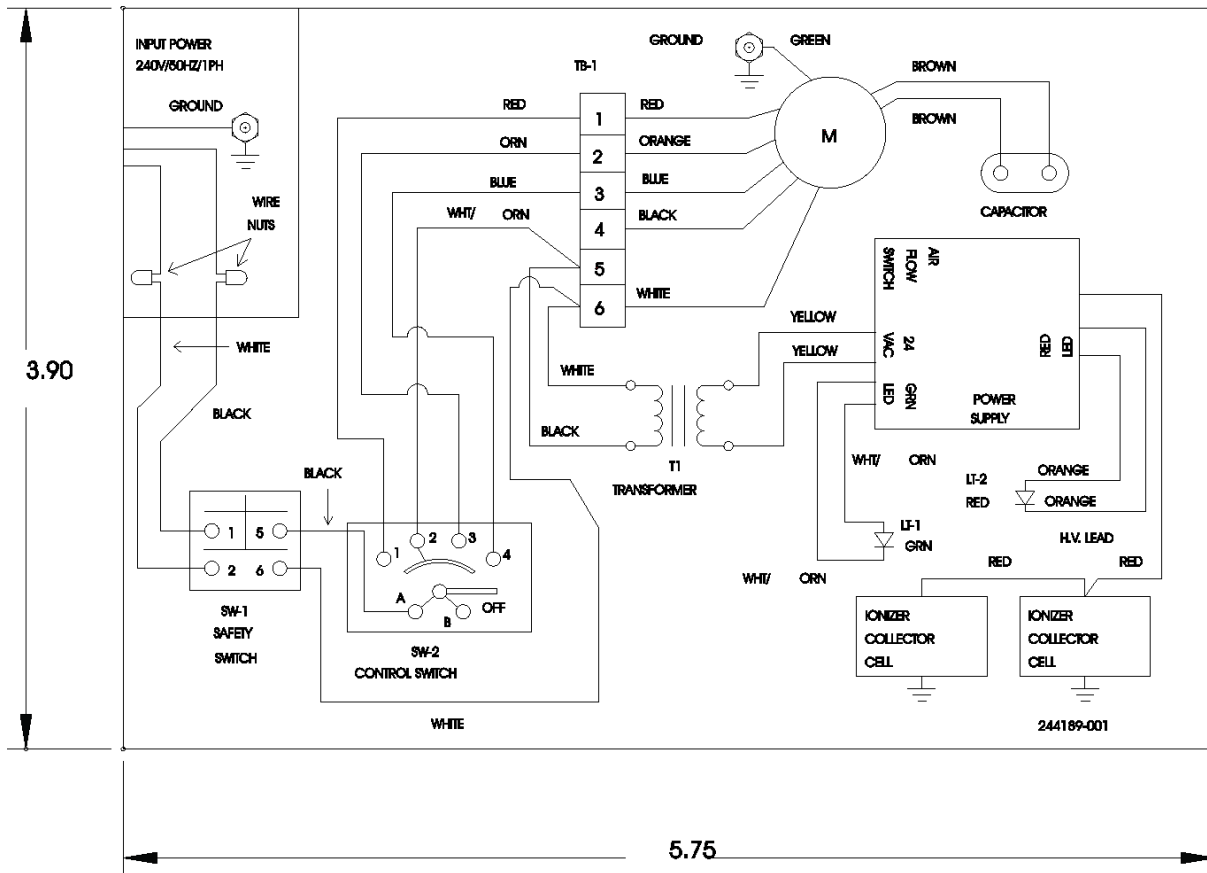 INPUT POWER
240V/50HZ/1PH
GROUND
WIRE
NUTS
WHITE
BLACK
3.90
GROUND
GREEN
TB-1
BROWN
BROWN
RED
1
RED
ORN
2
ORANGE
BLUE
3
BLUE
WHT/ ORN
4
BLACK
5
6
WHITE
M
CAPACITOR
YELLOW
YELLOW
WHITE
BLACK
T1
TRANSFORMER
AIR
FLOW
SWITCH
24
VAC
GRN
LED
RED
LED
POWER
SUPPLY
WHT/ ORN
LT-2
RED
ORANGE
ORANGE
LT-1
GRN
WHT/ ORN
H.V. LEAD
RED
RED
IONIZER
COLLECTOR
CELL
IONIZER
COLLECTOR
CELL
244189-001
BLACK
1 5
2 6
SW-1
SAFETY
SWITCH
1 2 3 4
A
B
OFF
SW-2
CONTROL SWITCH
WHITE
5.75